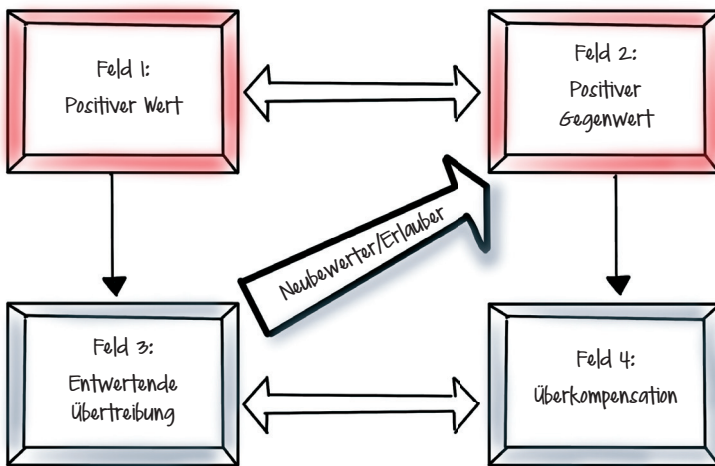 Feld 1:
Positiver Wert
Feld 2:
Positiver
Gegenwert
Neubewerter/Erlauber
Feld 3:
Entwertende
Übertreibung
Feld 4:
Überkompensation